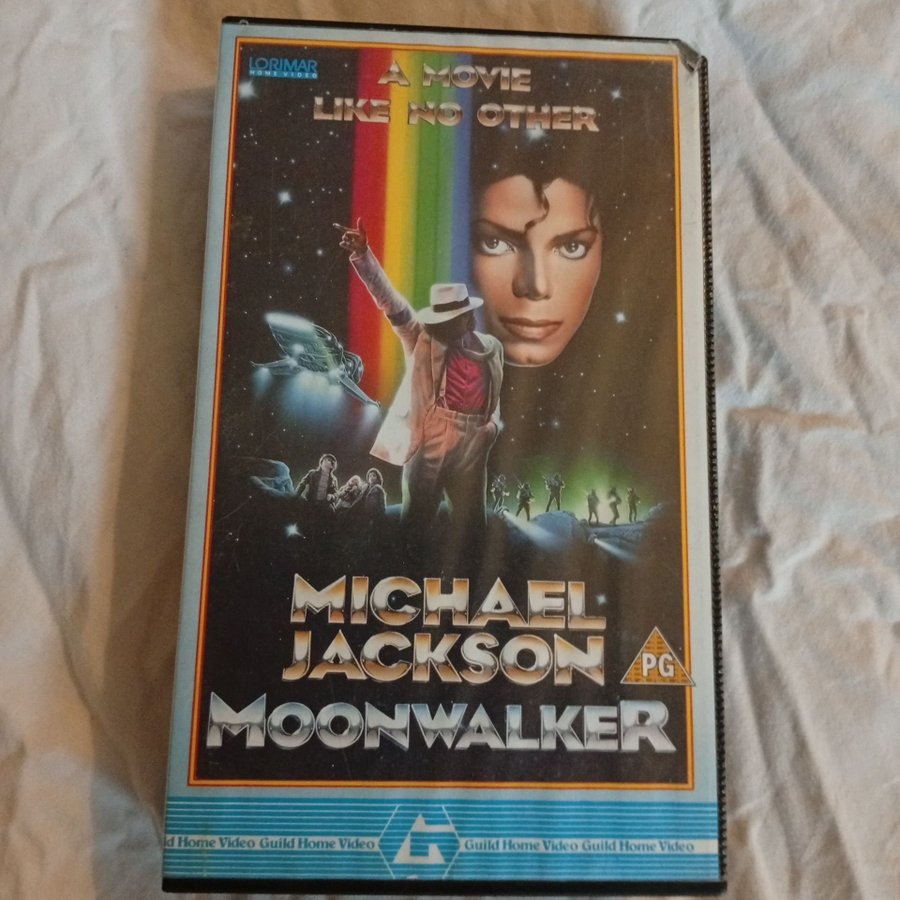 LORIMAR
HOME VIDEO
A MOVIE
LIKE NO OTHER
MICHAEL
JACKSON
PG
MOONWALKER
d Home Video Guild Home Video
G
Guild Home Video Guild Home Video